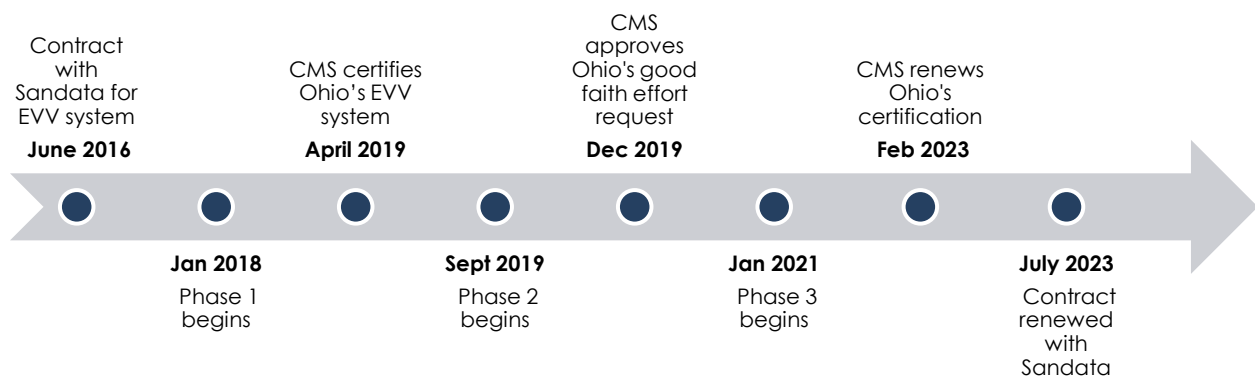 Contract
with
Sandata for
EVV system
June 2016
Jan 2018
Phase 1
begins
CMS certifies
Ohio’s EVV
system
April 2019
Sept 2019
Phase 2
begins
CMS
approves
Ohio's good
faith effort
request
Dec 2019
Jan 2021
Phase 3
begins
CMS renews
Ohio's
certification
Feb 2023
July 2023
Contract
renewed
with
Sandata